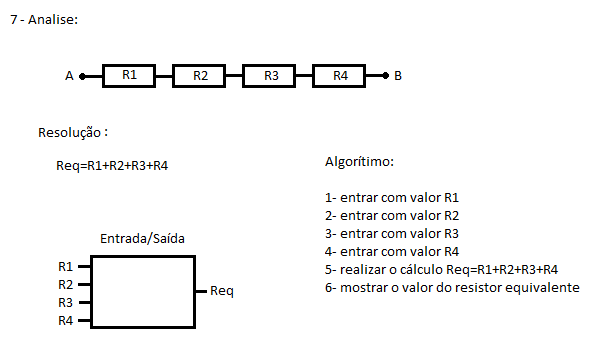 7 - Analise:
A R1 R2 R3 R4 B
Resolução :
Req=R1+R2+R3+R4
Algorítimo:
1- entrar com valor R1
2- entrar com valor R2
3- entrar com valor R3
4- entrar com valor R4
5- realizar o cálculo Req=R1+R2+R3+R4
6- mostrar o valor do resistor equivalente
Entrada/Saída
R1
R2
R3
R4
Req